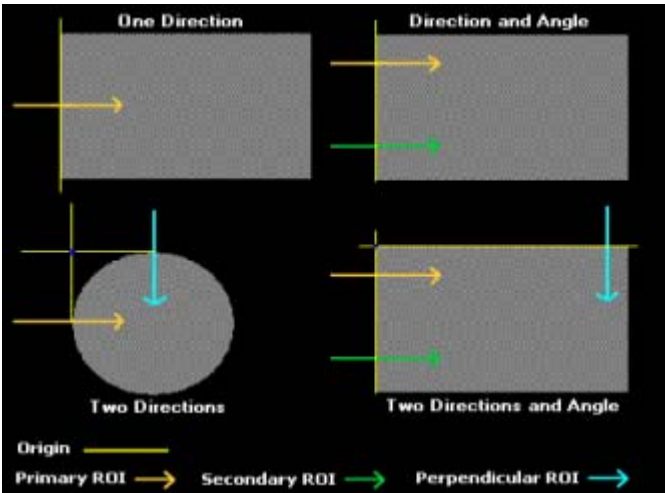 One Direction
Direction and Angle
Two Directions
Two Directions and Angle
Origin
Primary ROI
Secondary ROI
Perpendicular ROI